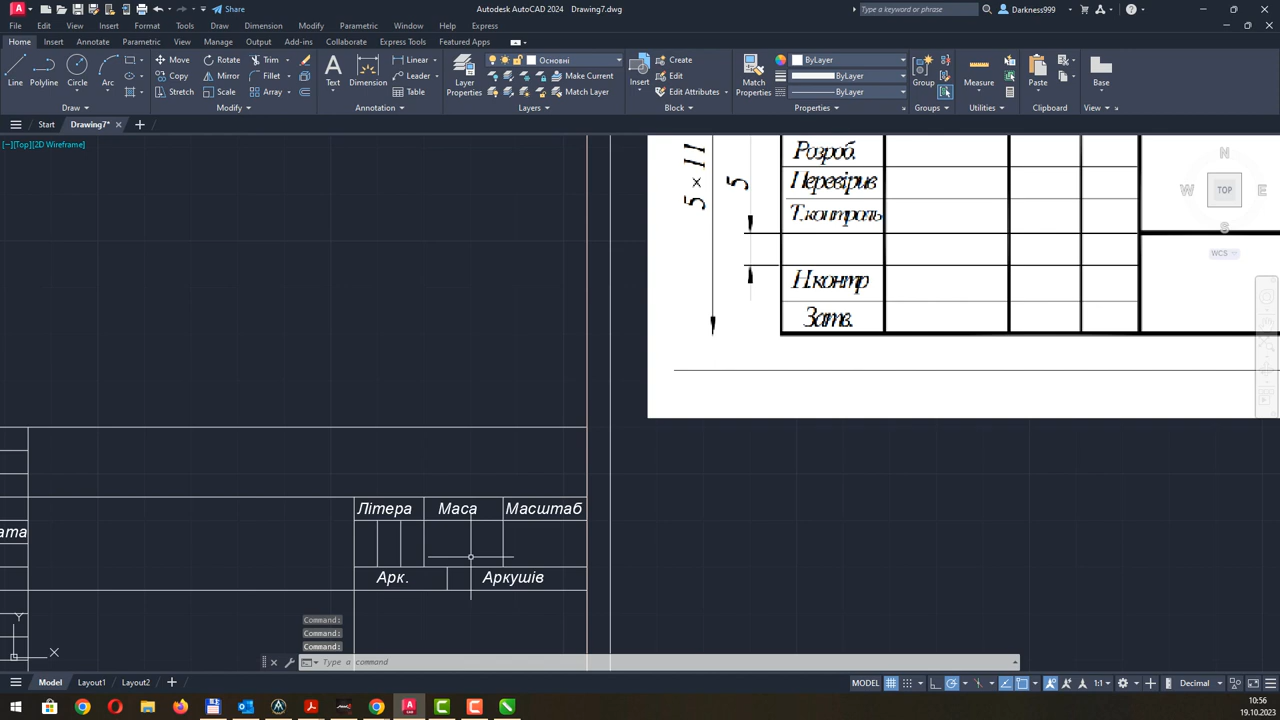 Share
Autodesk AutoCAD 2024 Drawing7.dwg
Type a keyword or phrase
Darkness999
File Edit View Insert Format Tools Draw Dimension Modify Parametric Window Help Express
Home Insert Annotate Parametric View Manage Output Add-ins Collaborate Express Tools Featured Apps
Line Polyline Circle Arc
Move Rotate Trim
Copy Mirror Fillet
Stretch Scale Array
Text Dimension
Linear
Leader
Table
Layer Properties
Основні
Make Current
Match Layer
Insert
Create
Edit
Edit Attributes
Match Properties
ByLayer
ByLayer
ByLayer
Group
Measure
Paste
Base
Draw Modify Annotation Layers Block Properties Groups Utilities Clipboard View
Start Drawing7*
[−][Top][2D Wireframe]
5 × 11
5
Розроб.
Перевірив
Т.контроль
Н.контр
Затв.
N
W TOP E
S
WCS
Літера Маса Масштаб
ата
Арк. Аркушів
Y
X
Command:
Command:
Command:
Type a command
Model Layout1 Layout2
MODEL 1:1 Decimal
10:56
19.10.2023